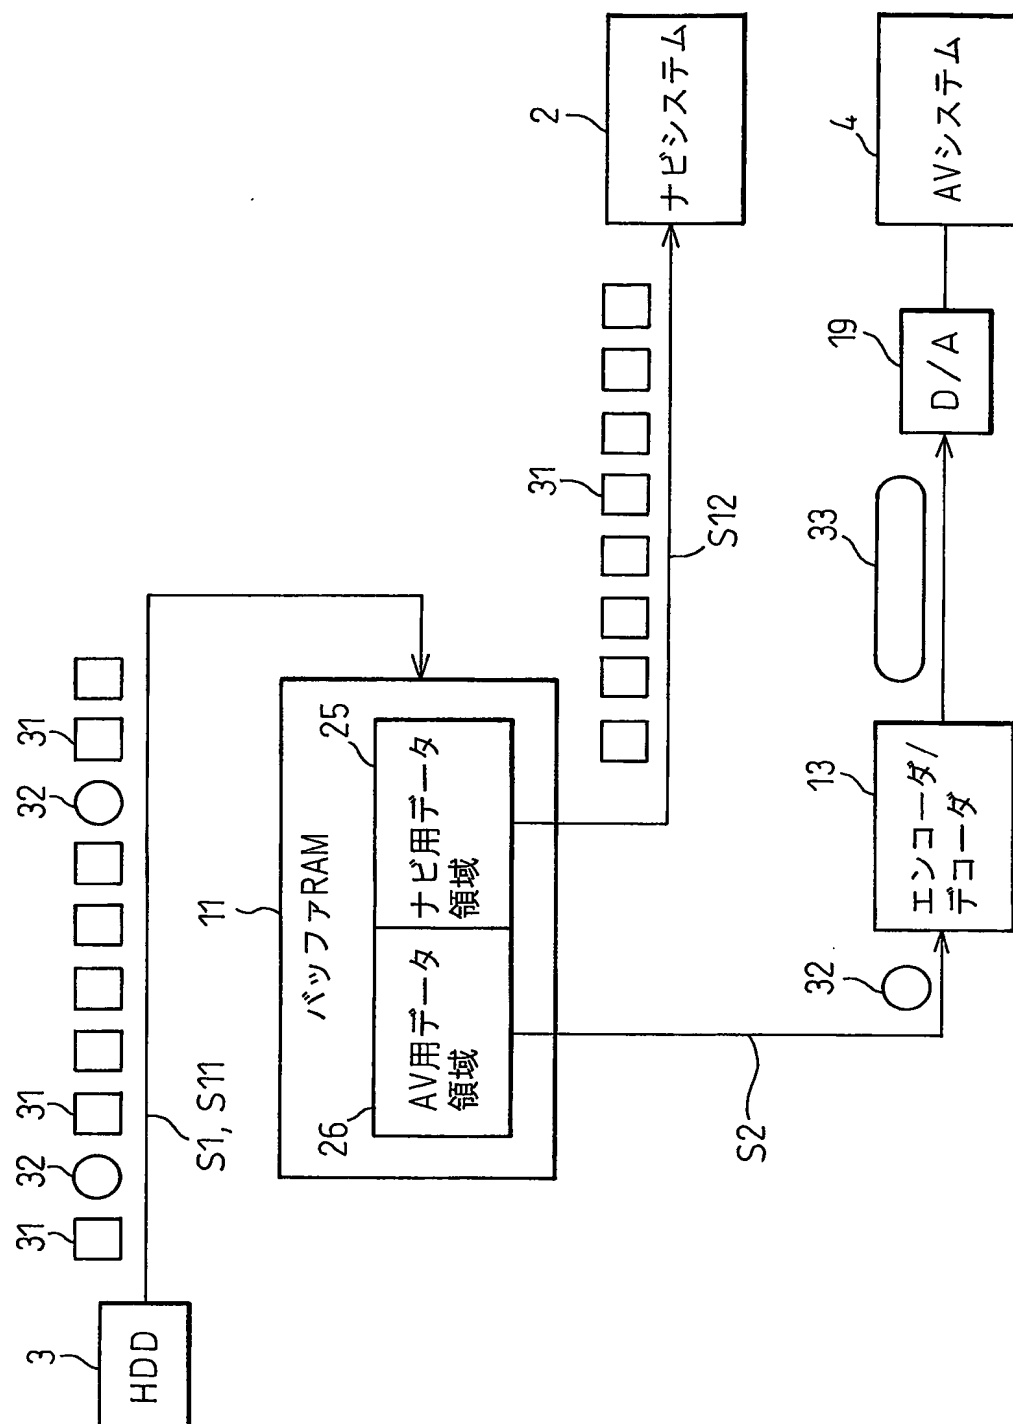 3
HDD
31
32
31
32
31
S1, S11
11
バッファRAM
26
AV用データ
領域
25
ナビ用データ
領域
31
S12
2
ナビシステム
S2
32
13
エンコーダ/
デコーダ
33
19
D/A
4
AVシステム